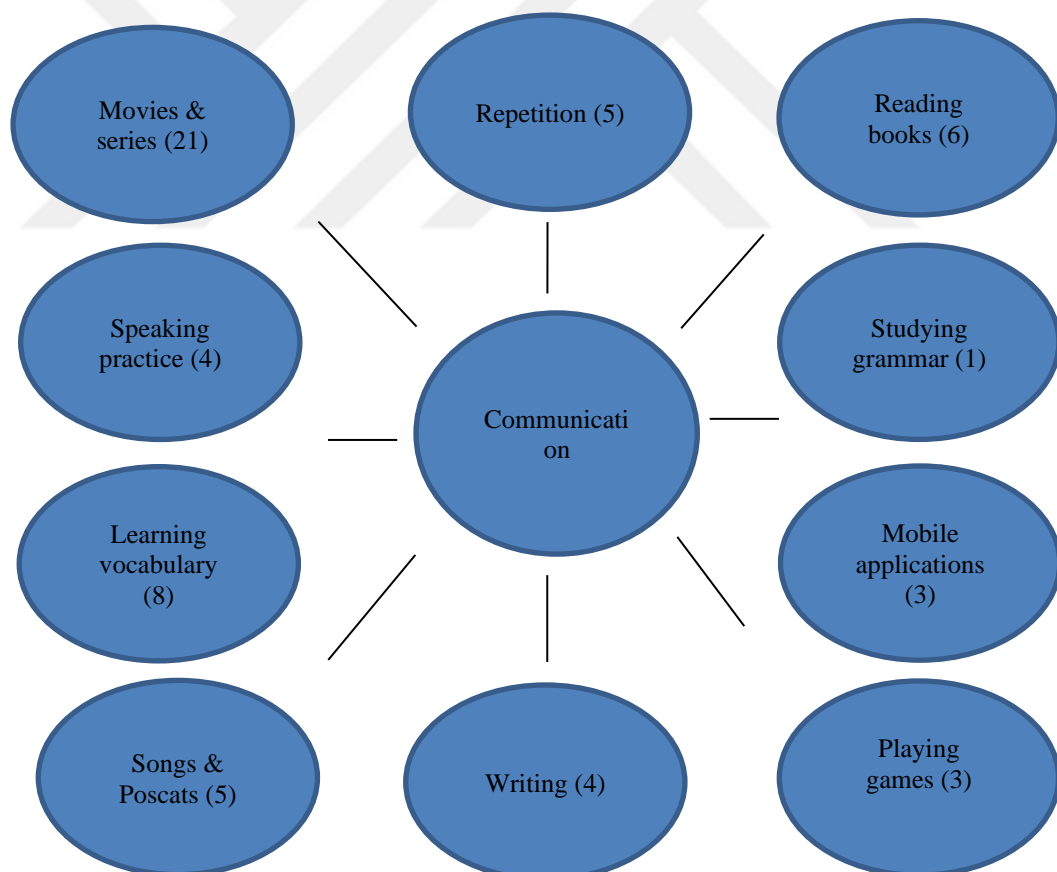 Movies &
series (21)
Repetition (5)
Reading
books (6)
Speaking
practice (4)
Studying
grammar (1)
Communicati
on
Learning
vocabulary
(8)
Mobile
applications
(3)
Songs &
Poscats (5)
Writing (4)
Playing
games (3)